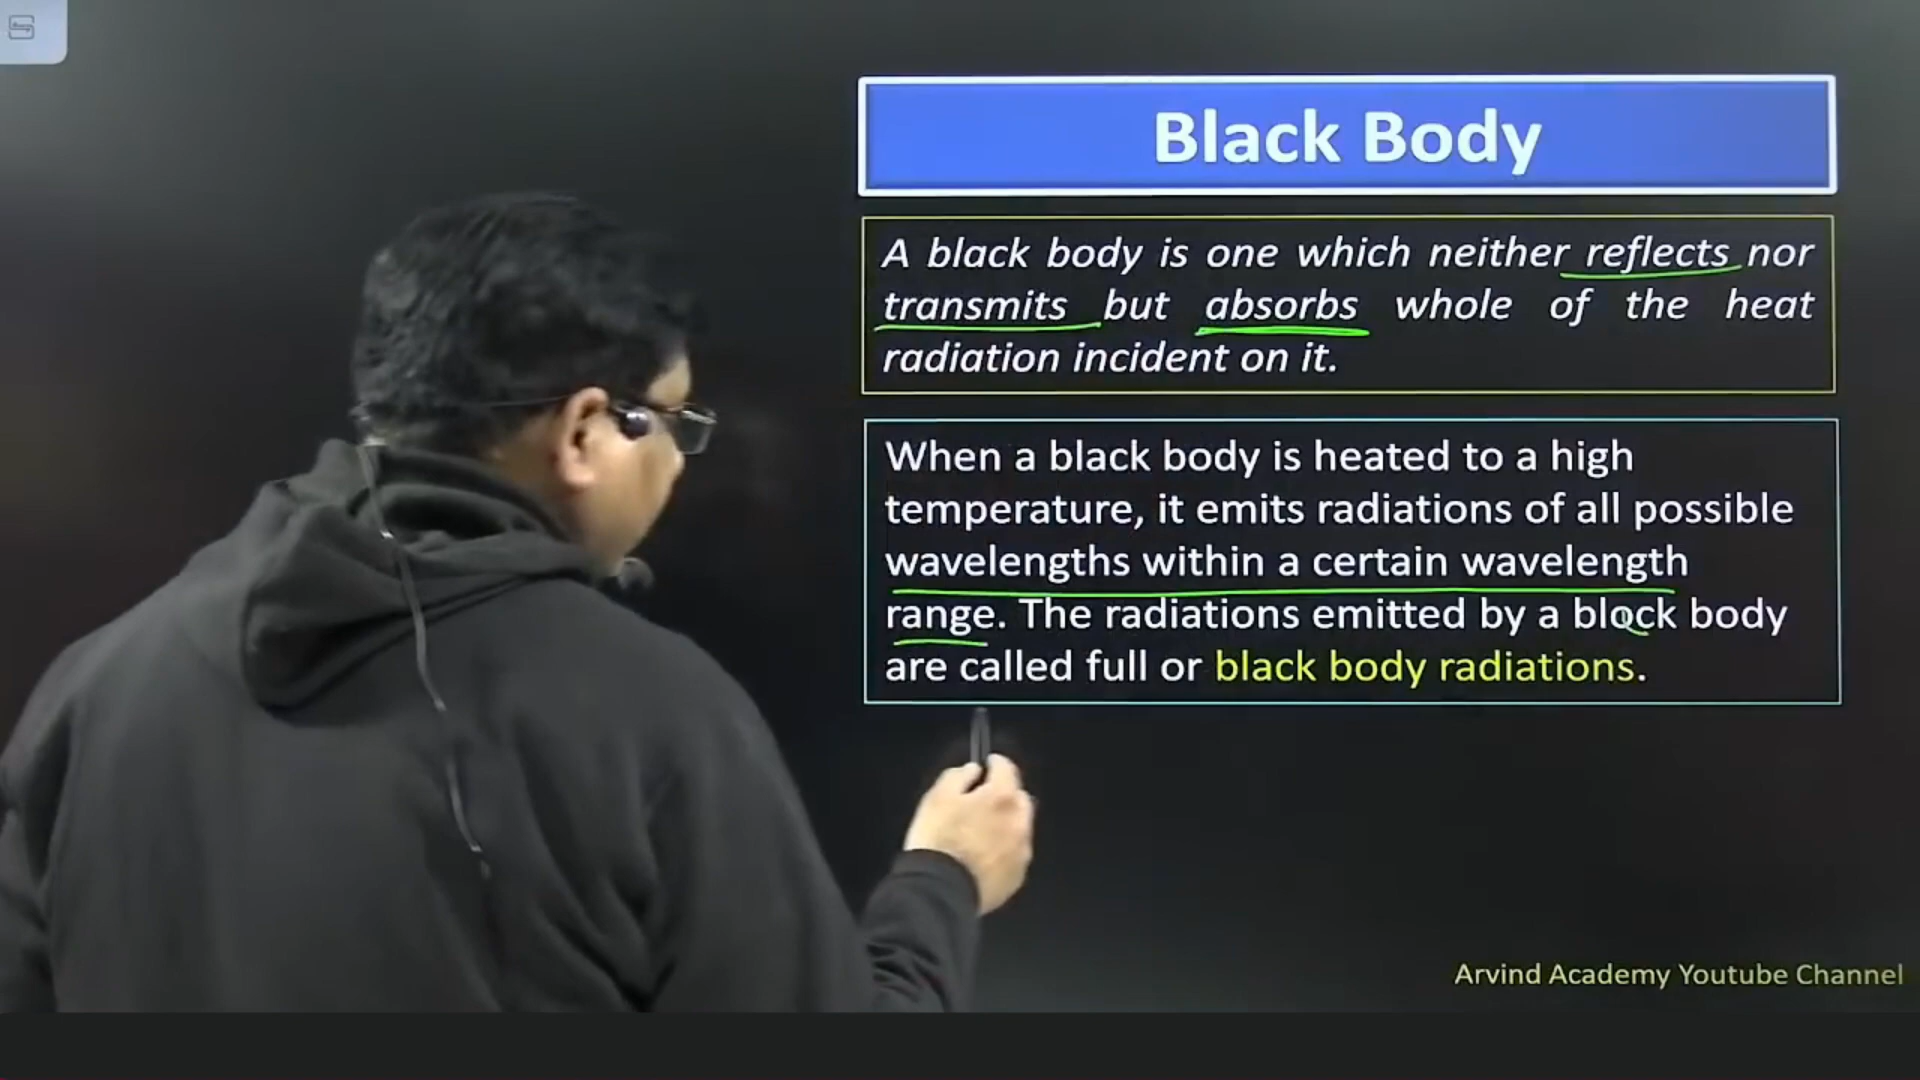 Black Body
A black body is one which neither reflects nor
transmits but absorbs whole of the heat
radiation incident on it.
When a black body is heated to a high
temperature, it emits radiations of all possible
wavelengths within a certain wavelength
range. The radiations emitted by a block body
are called full or black body radiations.
Arvind Academy Youtube Channel